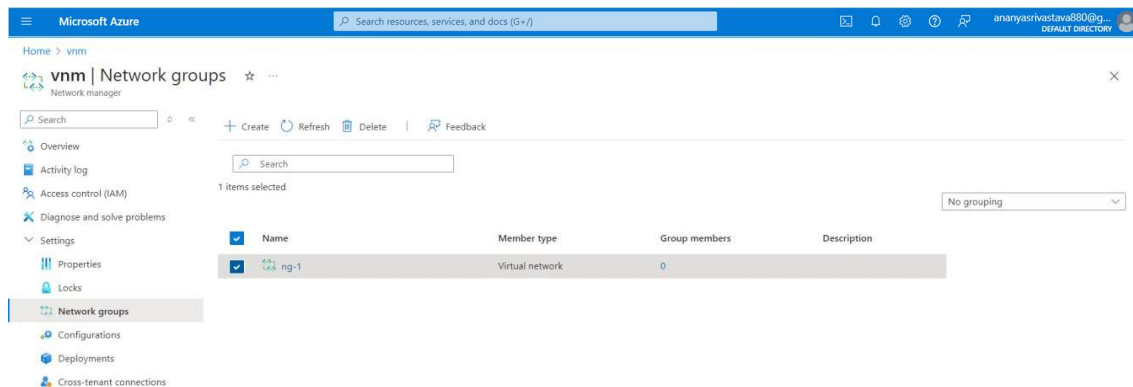 Microsoft Azure
Search resources, services, and docs (G+/)
ananyasrivastava880@g...
DEFAULT DIRECTORY
Home > vnm
vnm | Network groups
Network manager
Search
Create Refresh Delete | Feedback
Overview
Activity log
Access control (IAM)
Diagnose and solve problems
Settings
Properties
Locks
Network groups
Configurations
Deployments
Cross-tenant connections
Search
1 items selected
No grouping
Name Member type Group members Description
ng-1 Virtual network 0